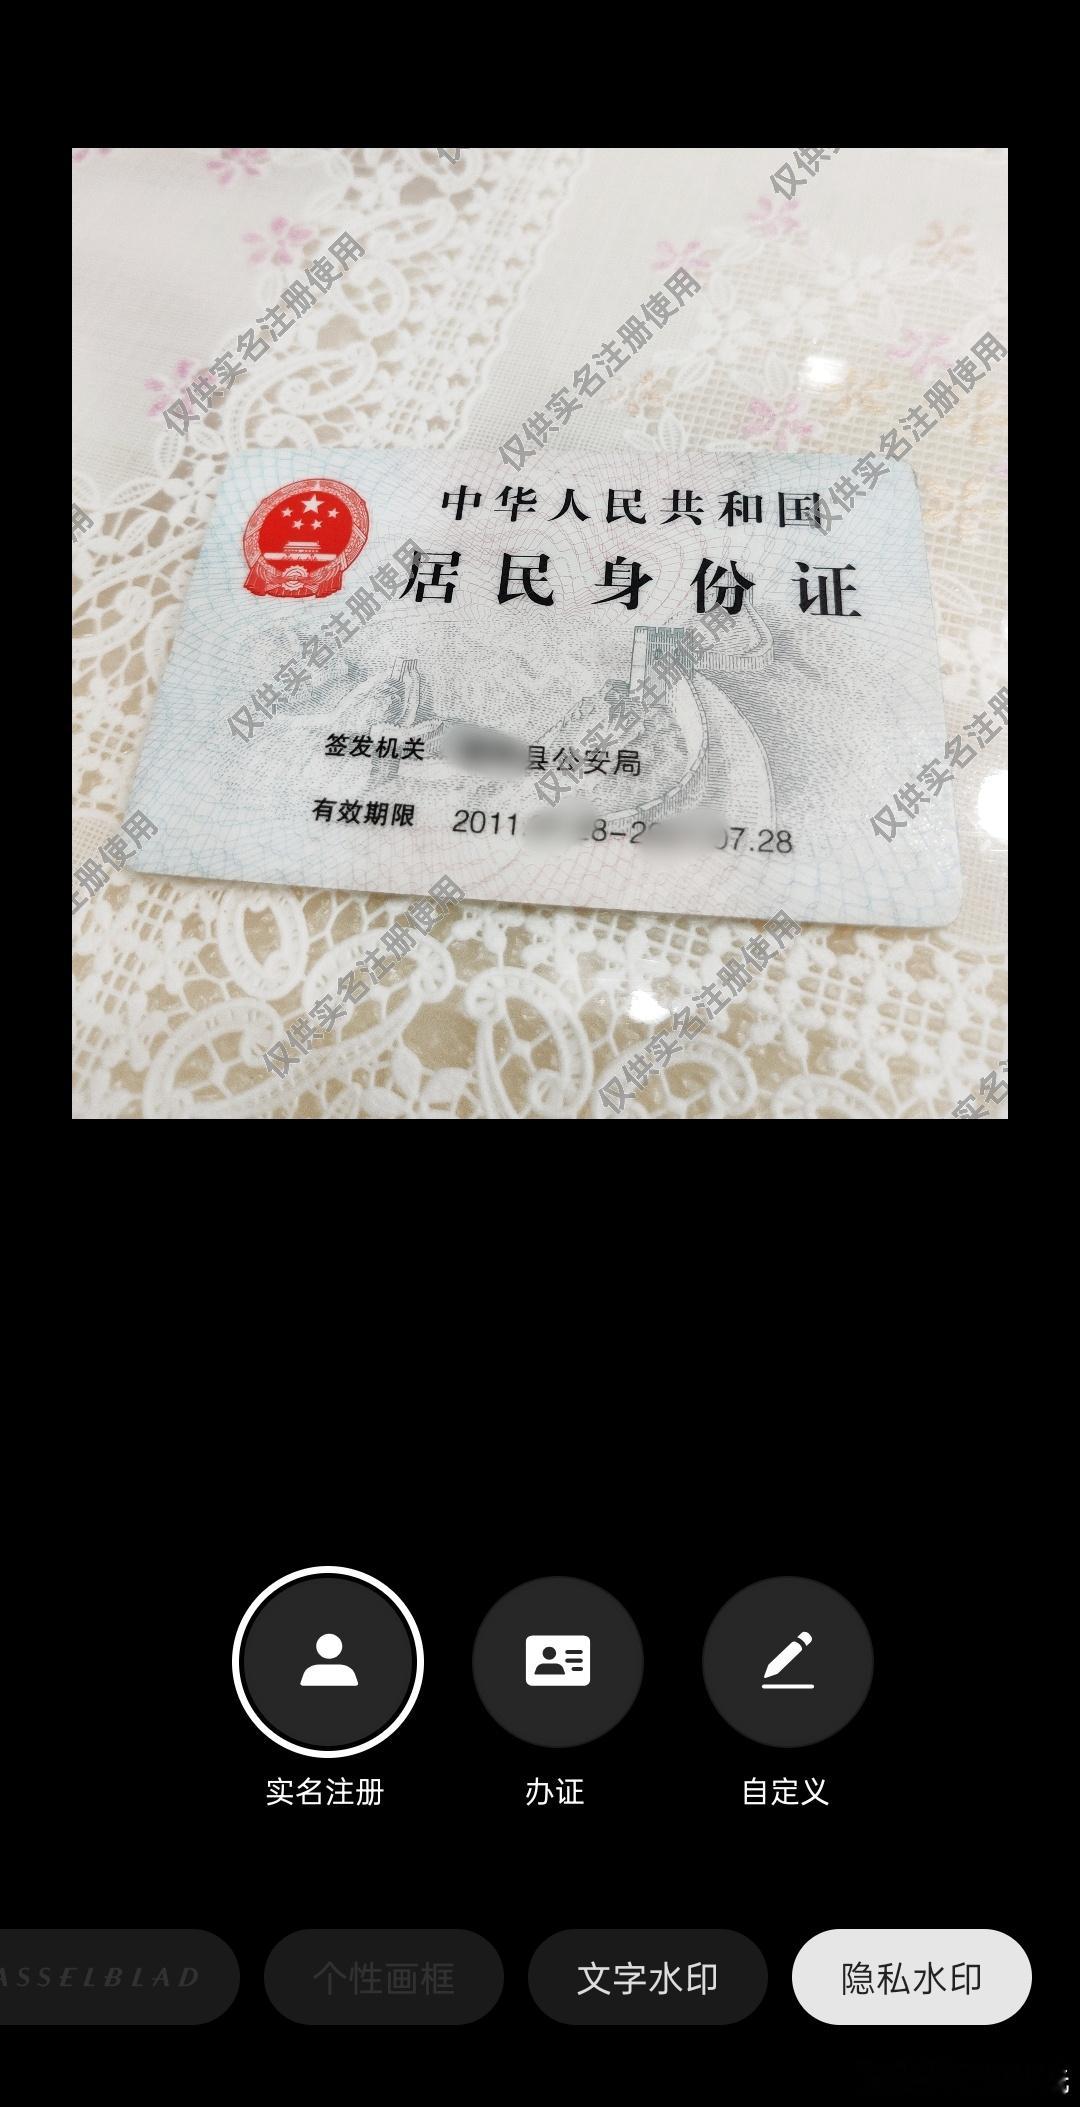 仅供实名注册使用
中华人民共和国
居民身份证
签发机关 县公安局
有效期限 2011. 8-2 07.28
实名注册
办证
自定义
ASSELBLAD
个性画框
文字水印
隐私水印